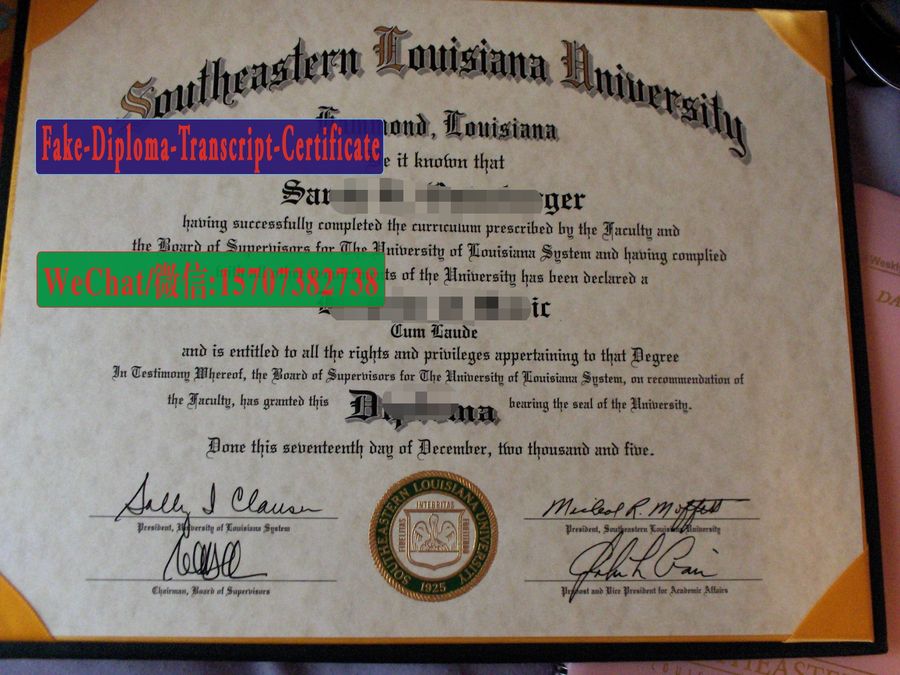 Southeastern Louisiana University
Louisiana
Fake-Diploma-Transcript-Certificate
it known that
having successfully completed the curriculum prescribed by the Faculty and
the Board of Supervisors for The University of Louisiana System and having complied
WeChat/微信:15707382738
of the University has been declared a
Cum Laude
and is entitled to all the rights and privileges appertaining to that Degree
In Testimony Whereof, the Board of Supervisors for The University of Louisiana System, on recommendation of
the Faculty, has granted this Diploma bearing the seal of the University.
Done this seventeenth day of December, two thousand and five.
Sally I Clausen
President, University of Louisiana System
Chairman, Board of Supervisors
SOUTHEASTERN LOUISIANA UNIVERSITY
INTEGRITAS
FIDELITAS
1925
President, Southeastern Louisiana University
Provost and Vice President for Academic Affairs